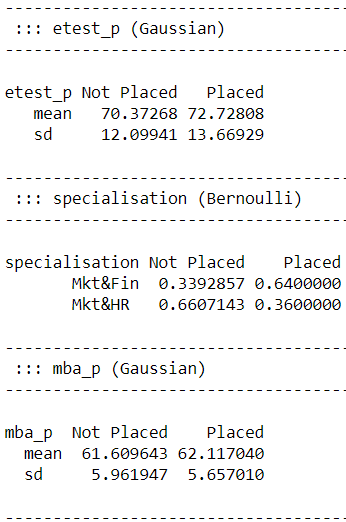 ----------------------------------
::: etest_p (Gaussian)
----------------------------------
etest_p Not Placed   Placed
   mean   70.37268 72.72808
   sd     12.09941 13.66929
----------------------------------
::: specialisation (Bernoulli)
----------------------------------
specialisation Not Placed    Placed
       Mkt&Fin  0.3392857 0.6400000
       Mkt&HR   0.6607143 0.3600000
----------------------------------
::: mba_p (Gaussian)
----------------------------------
mba_p  Not Placed    Placed
  mean  61.609643 62.117040
  sd     5.961947  5.657010
----------------------------------